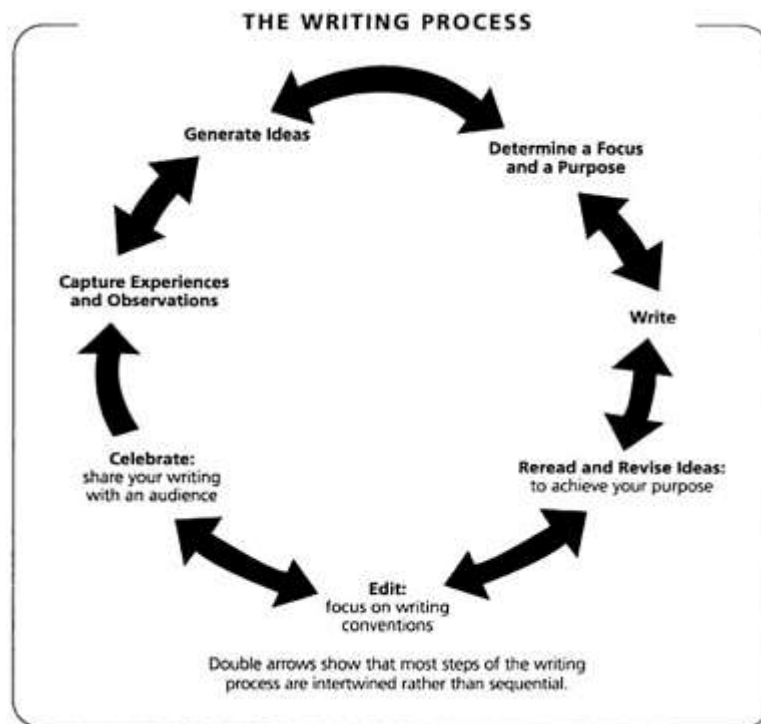 THE WRITING PROCESS
Generate Ideas
Determine a Focus
and a Purpose
Write
Reread and Revise Ideas:
to achieve your purpose
Edit:
focus on writing
conventions
Celebrate:
share your writing
with an audience
Capture Experiences
and Observations
Double arrows show that most steps of the writing
process are intertwined rather than sequential.